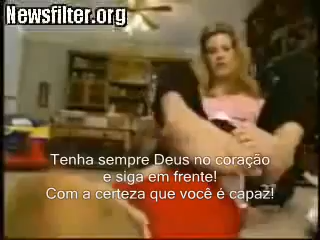 Newsfilter.org
Tenha sempre Deus no coração
e siga em frente!
Com a certeza que você é capaz!